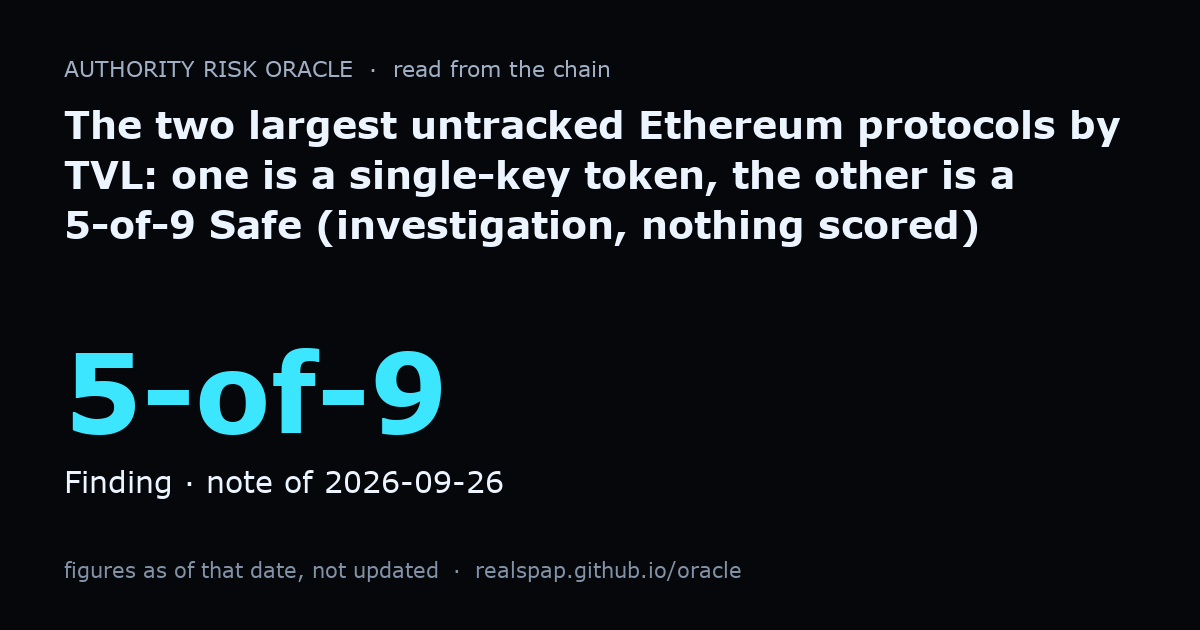 AUTHORITY RISK ORACLE · read from the chain
The two largest untracked Ethereum protocols by
TVL: one is a single-key token, the other is a
5-of-9 Safe (investigation, nothing scored)
5-of-9
Finding · note of 2026-09-26
figures as of that date, not updated · realspap.github.io/oracle